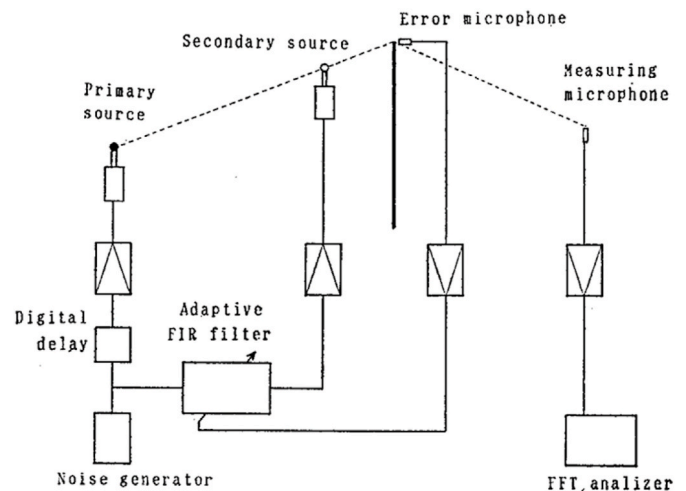 Error microphone
Secondary source
Measuring
microphone
Primary
source
Adaptive
FIR filter
Digital
delay
Noise generator
FFT analizer